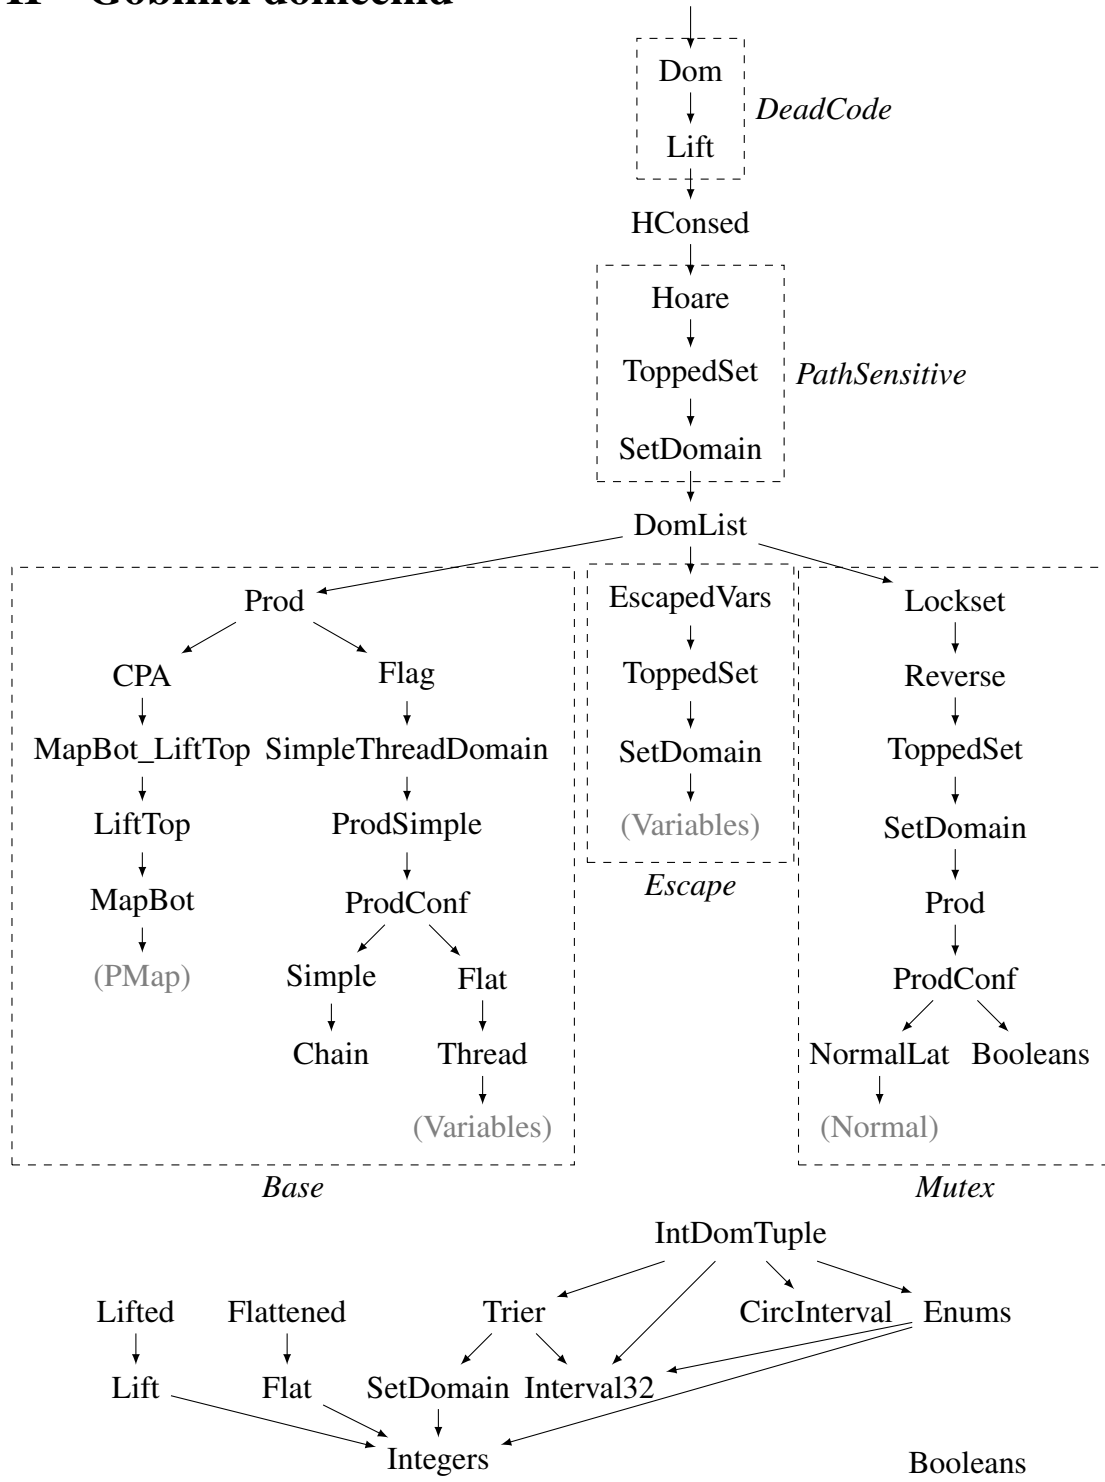 Goblinti domeenid
Dom
DeadCode
Lift
HConsed
Hoare
ToppedSet PathSensitive
SetDomain
DomList
Prod EscapedVars Lockset
CPA Flag ToppedSet Reverse
MapBot_LiftTop SimpleThreadDomain SetDomain ToppedSet
LiftTop ProdSimple (Variables) SetDomain
Escape
MapBot ProdConf Prod
(PMap) Simple Flat ProdConf
Chain Thread NormalLat Booleans
(Variables) (Normal)
Base Mutex
IntDomTuple
Lifted Flattened Trier CircInterval Enums
Lift Flat SetDomain Interval32
Integers Booleans